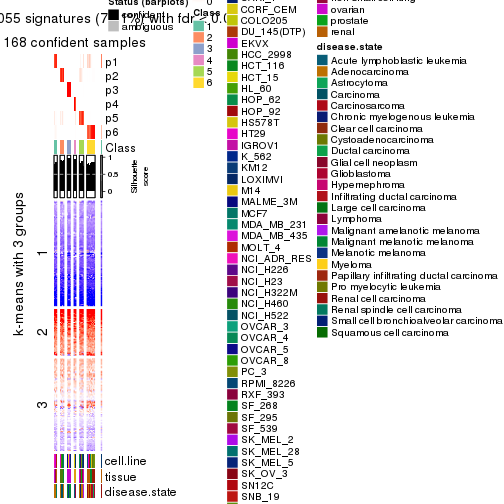 Status (barplots)
confident
ambiguous
055 signatures (7 1%) with fdr < 0.0
168 confident samples
p1
p2
p3
p4
p5
p6
Class
1
0.5
0
Silhouette
score
k-means with 3 groups
1
2
3
cell.line
tissue
disease.state
Class
1
2
3
4
5
6
CCRF_CEM
COLO205
DU_145(DTP)
EKVX
HCC_2998
HCT_116
HCT_15
HL_60
HOP_62
HOP_92
HS578T
HT29
IGROV1
K_562
KM12
LOXIMVI
M14
MALME_3M
MCF7
MDA_MB_231
MDA_MB_435
MOLT_4
NCI_ADR_RES
NCI_H226
NCI_H23
NCI_H322M
NCI_H460
NCI_H522
OVCAR_3
OVCAR_4
OVCAR_5
OVCAR_8
PC_3
RPMI_8226
RXF_393
SF_268
SF_295
SF_539
SK_MEL_2
SK_MEL_28
SK_MEL_5
SK_OV_3
SN12C
SNB_19
ovarian
prostate
renal
disease.state
Acute lymphoblastic leukemia
Adenocarcinoma
Astrocytoma
Carcinoma
Carcinosarcoma
Chronic myelogenous leukemia
Clear cell carcinoma
Cystoadenocarcinoma
Ductal carcinoma
Glial cell neoplasm
Glioblastoma
Hypernephroma
Infiltrating ductal carcinoma
Large cell carcinoma
Lymphoma
Malignant amelanotic melanoma
Malignant melanotic melanoma
Melanotic melanoma
Myeloma
Papillary infiltrating ductal carcinoma
Pro myelocytic leukemia
Renal cell carcinoma
Renal spindle cell carcinoma
Small cell bronchioalveolar carcinoma
Squamous cell carcinoma